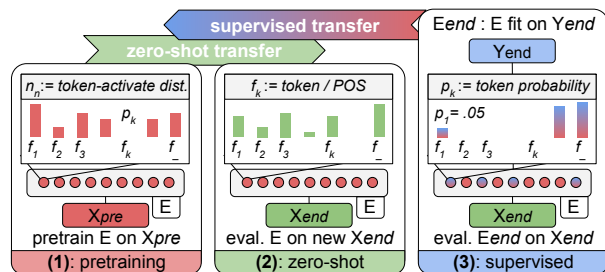 supervised transfer
zero-shot transfer
Eend : E fit on Yend
Yend
nn:= token-activate dist.
pk
f1 f2 f3 fk f_
E
Xpre
pretrain E on Xpre
(1): pretraining
fk := token / POS
f1 f2 f3 fk f_
E
Xend
eval. E on new Xend
(2): zero-shot
pk := token probability
p1= .05
f1 f2 f3 fk f_
E
Xend
eval. Eend on Xend
(3): supervised